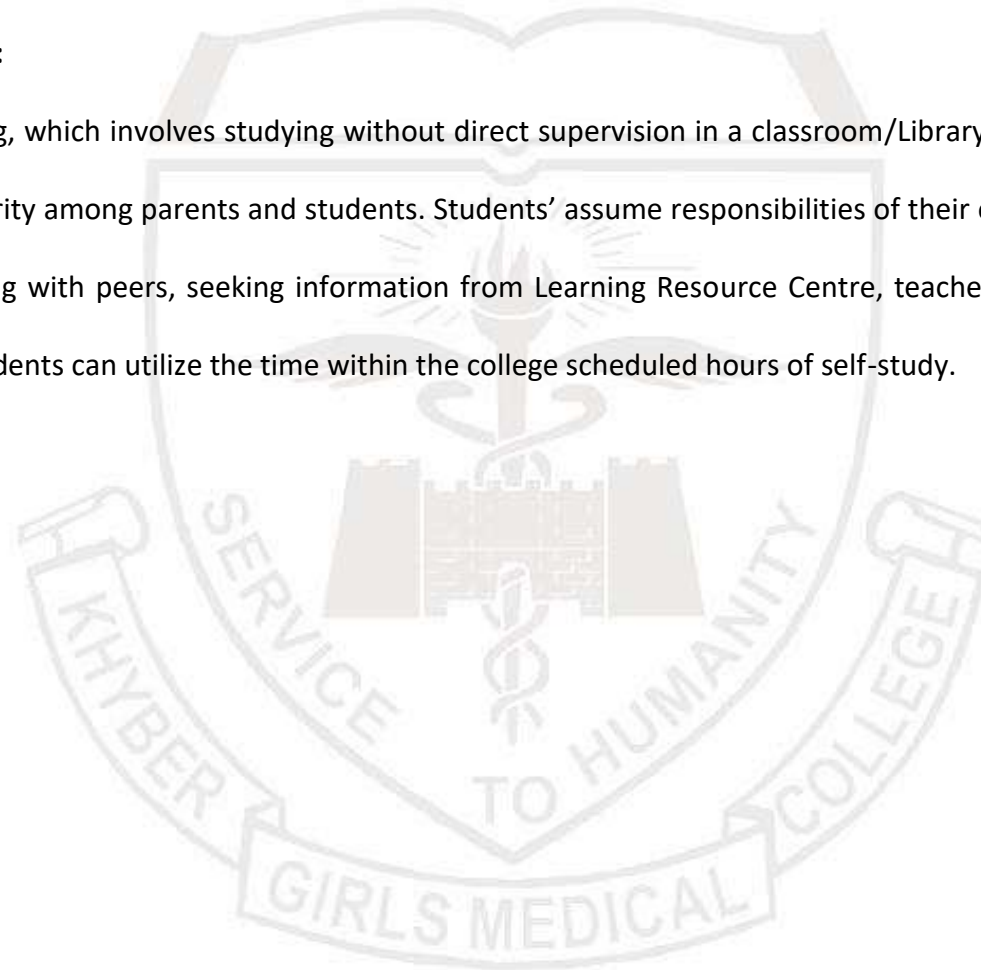 :
g, which involves studying without direct supervision in a classroom/Library
rity among parents and students. Students’ assume responsibilities of their
g with peers, seeking information from Learning Resource Centre, teache
dents can utilize the time within the college scheduled hours of self-study.
SERVICE TO HUMANITY
KHYBER GIRLS MEDICAL COLLEGE